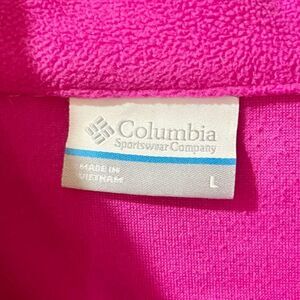 Columbia
Sportswear Company
MADE IN
VIETNAM
L